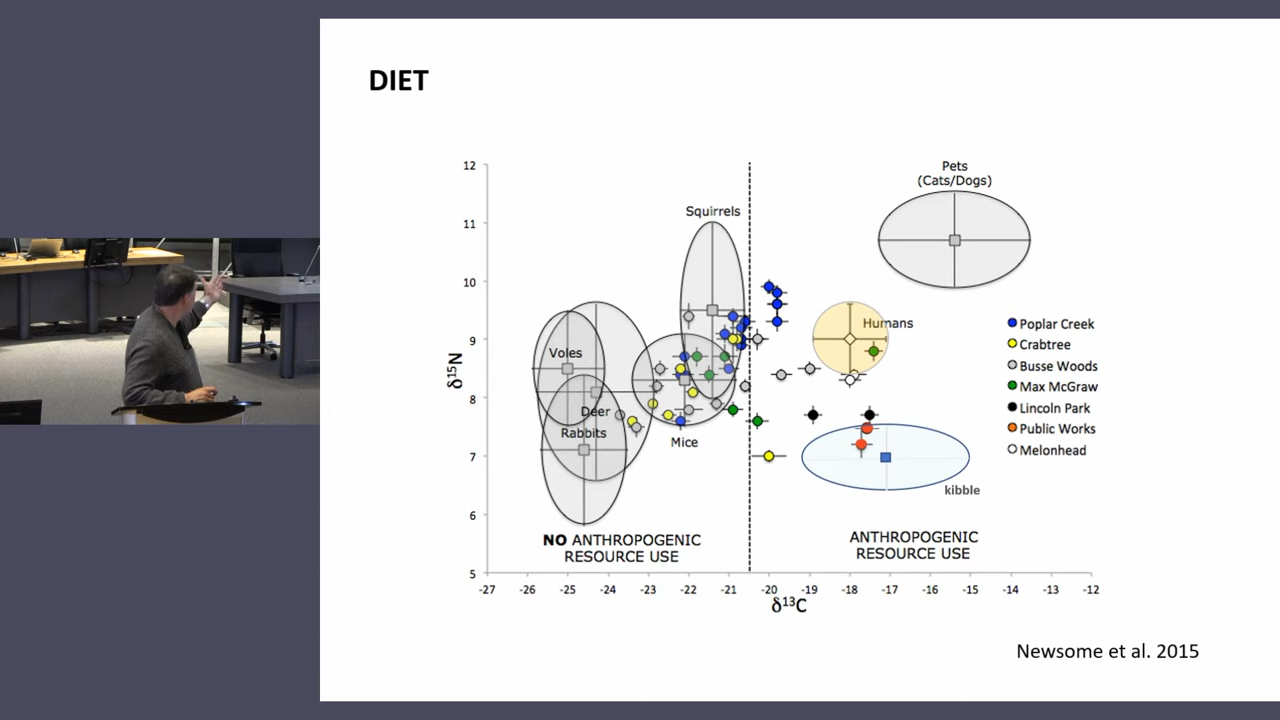 DIET
Pets
(Cats/Dogs)
Squirrels
Humans
Voles
Deer
Rabbits
Mice
kibble
NO ANTHROPOGENIC
RESOURCE USE
ANTHROPOGENIC
RESOURCE USE
Poplar Creek
Crabtree
Busse Woods
Max McGraw
Lincoln Park
Public Works
Melonhead
δ15N
12
11
10
9
8
7
6
5
-27 -26 -25 -24 -23 -22 -21 -20 -19 -18 -17 -16 -15 -14 -13 -12
δ13C
Newsome et al. 2015